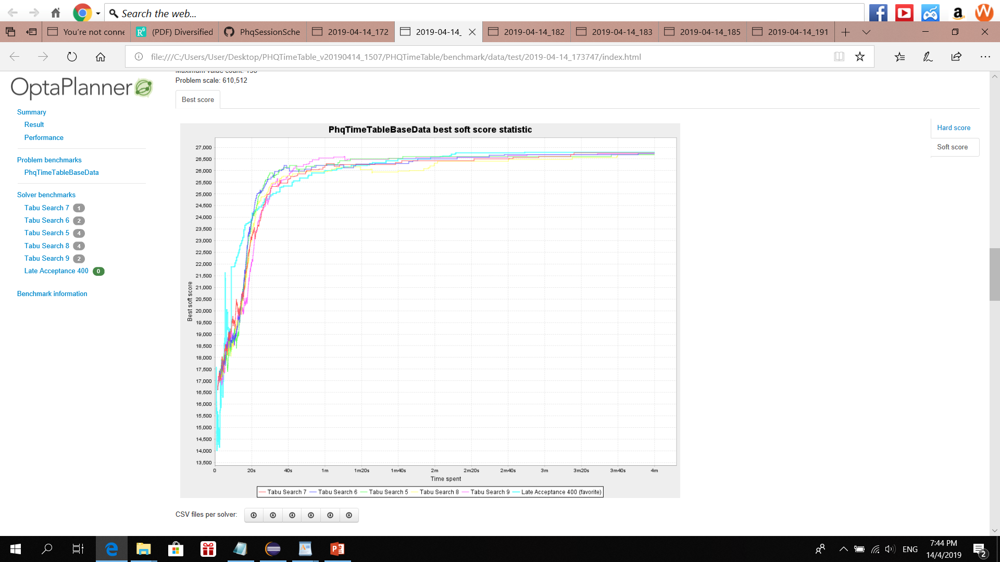 Search the web...
You're not conne
(PDF) Diversified
PhqSessionSche
2019-04-14_172
2019-04-14_
2019-04-14_182
2019-04-14_183
2019-04-14_185
2019-04-14_191
file:///C:/Users/User/Desktop/PHQTimeTable_v20190414_1507/PHQTimeTable/benchmark/data/test/2019-04-14_173747/index.html
OptaPlanner
Summary
Result
Performance
Problem benchmarks
PhqTimeTableBaseData
Solver benchmarks
Tabu Search 7 1
Tabu Search 6 2
Tabu Search 5 4
Tabu Search 8 4
Tabu Search 9 2
Late Acceptance 400 0
Benchmark information
Problem scale: 610,512
Best score
Hard score
Soft score
PhqTimeTableBaseData best soft score statistic
Best soft score
27,000
26,500
26,000
25,500
25,000
24,500
24,000
23,500
23,000
22,500
22,000
21,500
21,000
20,500
20,000
19,500
19,000
18,500
18,000
17,500
17,000
16,500
16,000
15,500
15,000
14,500
14,000
13,500
0 20s 40s 1m 1m20s 1m40s 2m 2m20s 2m40s 3m 3m20s 3m40s 4m
Time spent
Tabu Search 7 Tabu Search 6 Tabu Search 5 Tabu Search 8 Tabu Search 9 Late Acceptance 400 (favorite)
CSV files per solver:
ENG
7:44 PM
14/4/2019
2